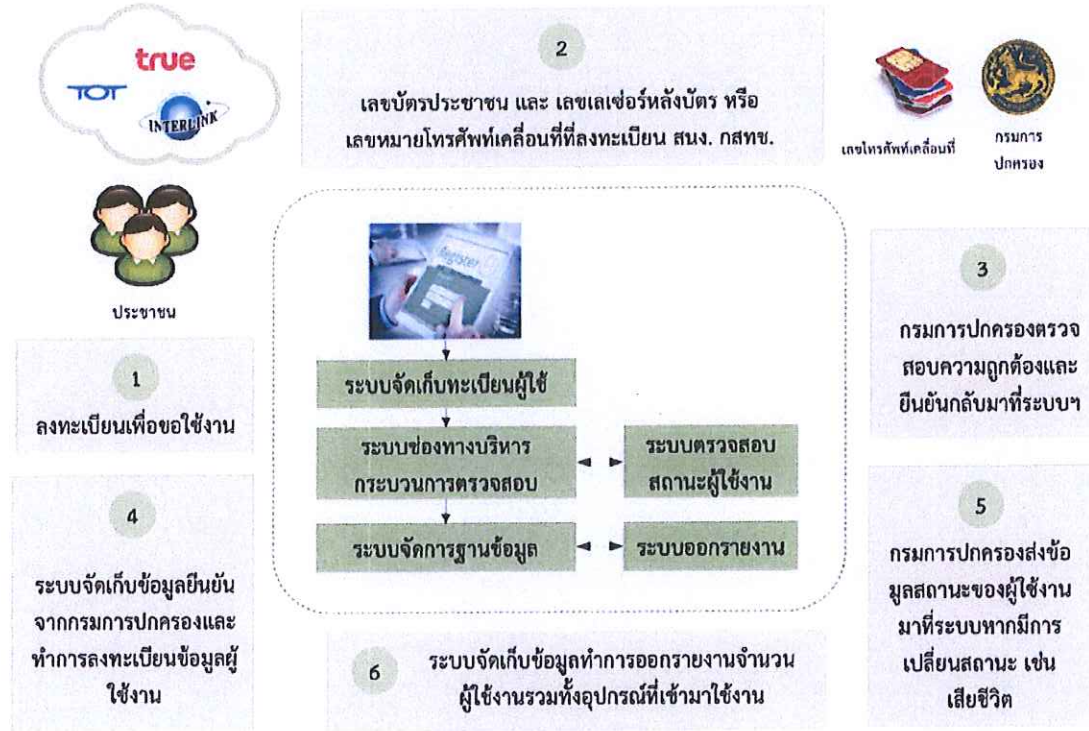 true
TOT
INTERLINK
ประชาชน
2
เลขบัตรประชาชน และ เลขเลเซ่อร์หลังบัตร หรือ
เลขหมายโทรศัพท์เคลื่อนที่ที่ลงทะเบียน สนง. กสทช.
เลขโทรศัพท์เคลื่อนที่
กรมการ
ปกครอง
1
ลงทะเบียนเพื่อขอใช้งาน
Register
ระบบจัดเก็บทะเบียนผู้ใช้
ระบบช่องทางบริหาร
กระบวนการตรวจสอบ
ระบบตรวจสอบ
สถานะผู้ใช้งาน
ระบบจัดการฐานข้อมูล
ระบบออกรายงาน
3
กรมการปกครองตรวจ
สอบความถูกต้องและ
ยืนยันกลับมาที่ระบบฯ
4
ระบบจัดเก็บข้อมูลยืนยัน
จากกรมการปกครองและ
ทำการลงทะเบียนข้อมูลผู้
ใช้งาน
5
กรมการปกครองส่งข้อ
มูลสถานะของผู้ใช้งาน
มาที่ระบบหากมีการ
เปลี่ยนสถานะ เช่น
เสียชีวิต
6
ระบบจัดเก็บข้อมูลทำการออกรายงานจำนวน
ผู้ใช้งานรวมทั้งอุปกรณ์ที่เข้ามาใช้งาน